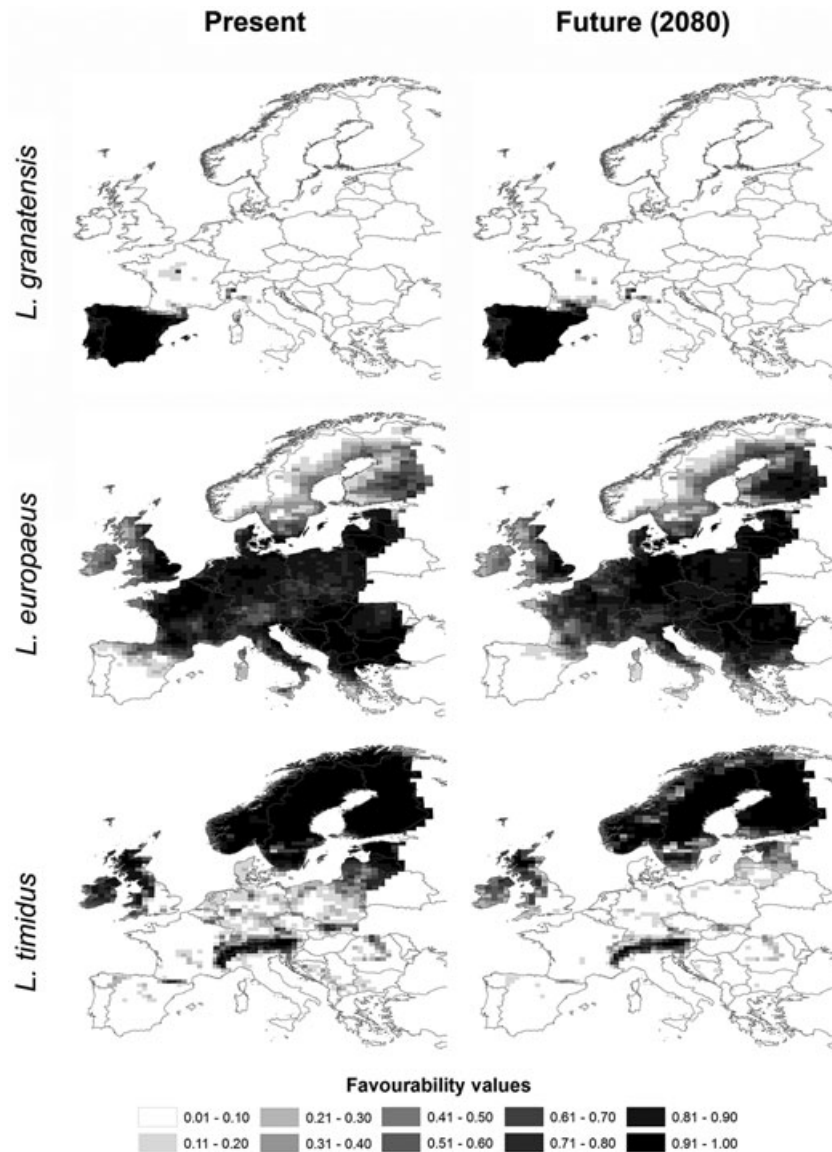 Present
Future (2080)
L. granatensis
L. europaeus
L. timidus
Favourability values
0.01 - 0.10
0.21 - 0.30
0.41 - 0.50
0.61 - 0.70
0.81 - 0.90
0.11 - 0.20
0.31 - 0.40
0.51 - 0.60
0.71 - 0.80
0.91 - 1.00